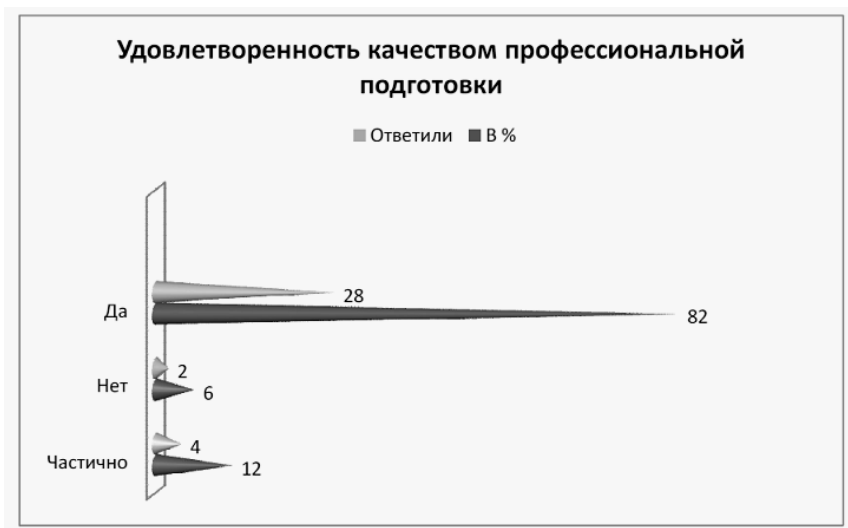 Удовлетворенность качеством профессиональной
подготовки
Ответили В %
28
Да
82
2
Нет
6
4
Частично
12